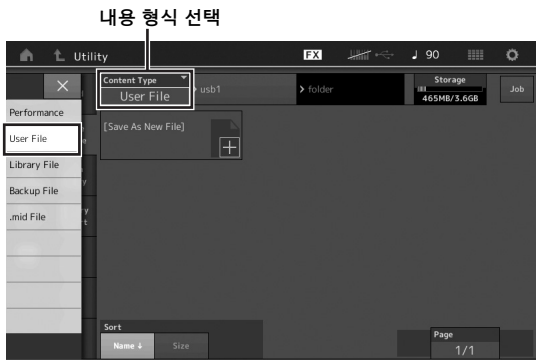 내용 형식 선택
Utility
FX
♩ 90
×
Content Type
User File
usb1
> folder
Storage
465MB/3.6GB
Job
Performance
User File
Library File
Backup File
.mid File
[Save As New File]
Sort
Name ↓
Size
Page
1/1